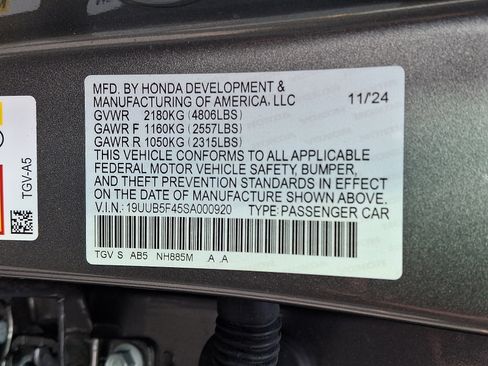 MFD. BY HONDA DEVELOPMENT &
MANUFACTURING OF AMERICA, LLC 11/24
GVWR 2180KG (4806LBS)
GAWR F 1160KG (2557LBS)
GAWR R 1050KG (2315LBS)
THIS VEHICLE CONFORMS TO ALL APPLICABLE
FEDERAL MOTOR VEHICLE SAFETY, BUMPER,
AND THEFT PREVENTION STANDARDS IN EFFECT
ON THE DATE OF MANUFACTURE SHOWN ABOVE.
V.I.N.: 19UUB5F45SA000920 TYPE: PASSENGER CAR
TGV S AB5 NH885M .A .A
TGV-A5